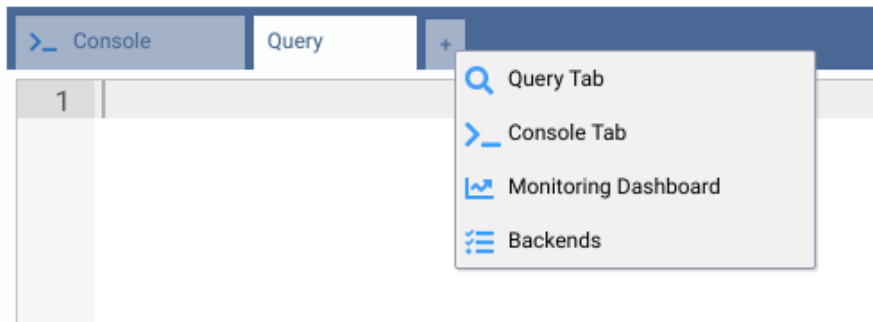 Console
Query
+
1
Query Tab
Console Tab
Monitoring Dashboard
Backends